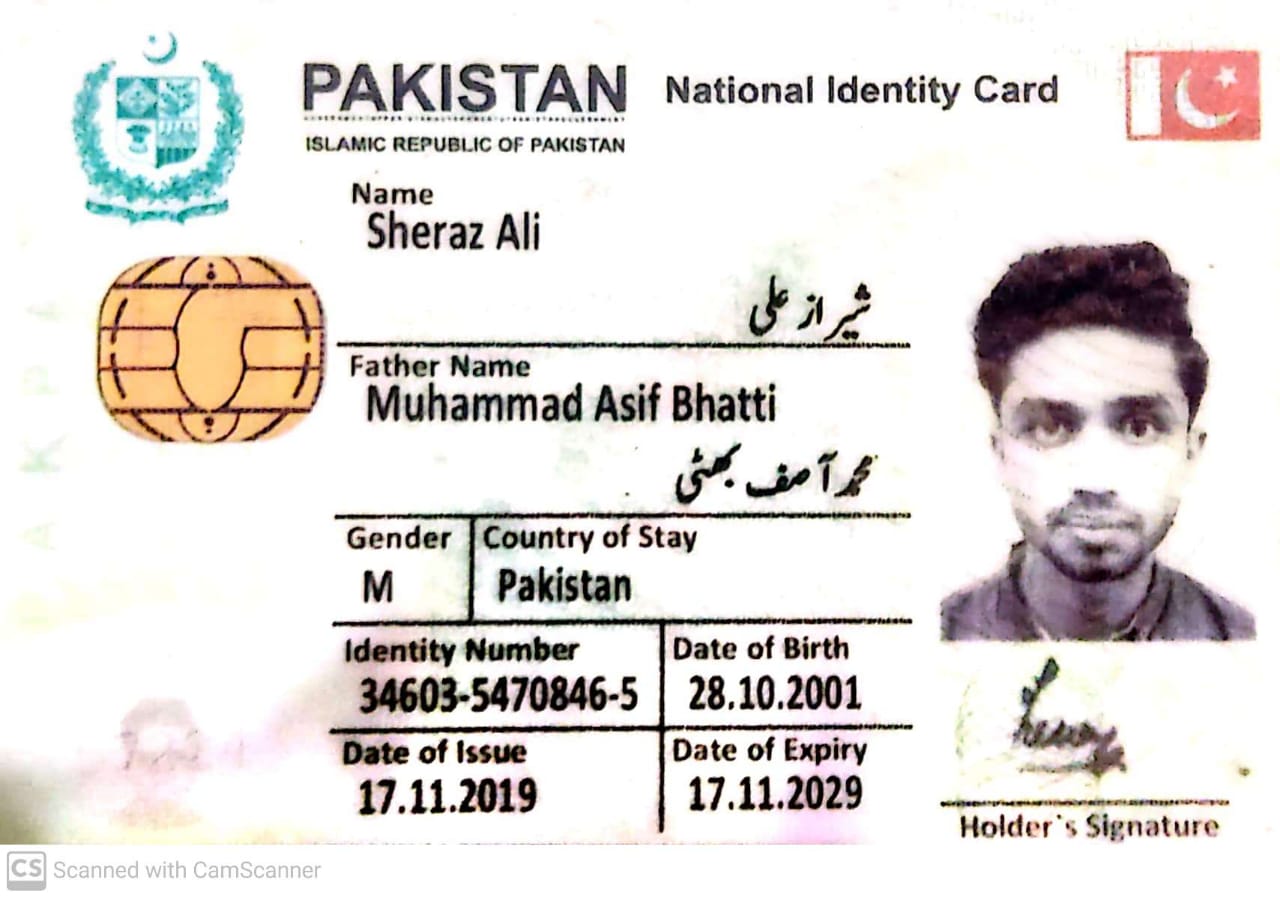 PAKISTAN National Identity Card
ISLAMIC REPUBLIC OF PAKISTAN
Name
Sheraz Ali
شیراز علی
Father Name
Muhammad Asif Bhatti
محمد آصف بھٹی
Gender Country of Stay
M Pakistan
Identity Number Date of Birth
34603-5470846-5 28.10.2001
Date of Issue Date of Expiry
17.11.2019 17.11.2029
Holder's Signature
CS Scanned with CamScanner